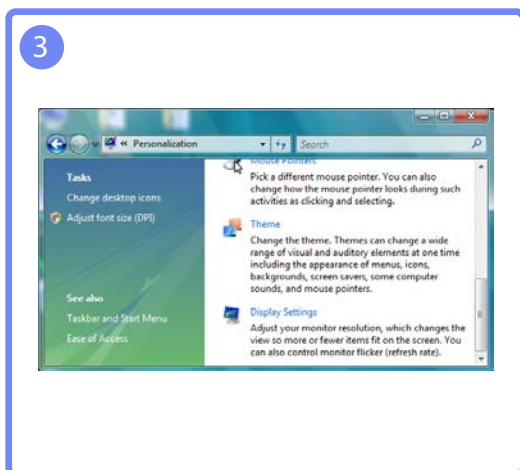 3
« Personalization
Search
Tasks
Change desktop icons
Adjust font size (DPI)
See also
Taskbar and Start Menu
Ease of Access
Mouse Pointers
Pick a different mouse pointer. You can also
change how the mouse pointer looks during such
activities as clicking and selecting.
Theme
Change the theme. Themes can change a wide
range of visual and auditory elements at one time
including the appearance of menus, icons,
backgrounds, screen savers, some computer
sounds, and mouse pointers.
Display Settings
Adjust your monitor resolution, which changes the
view so more or fewer items fit on the screen. You
can also control monitor flicker (refresh rate).